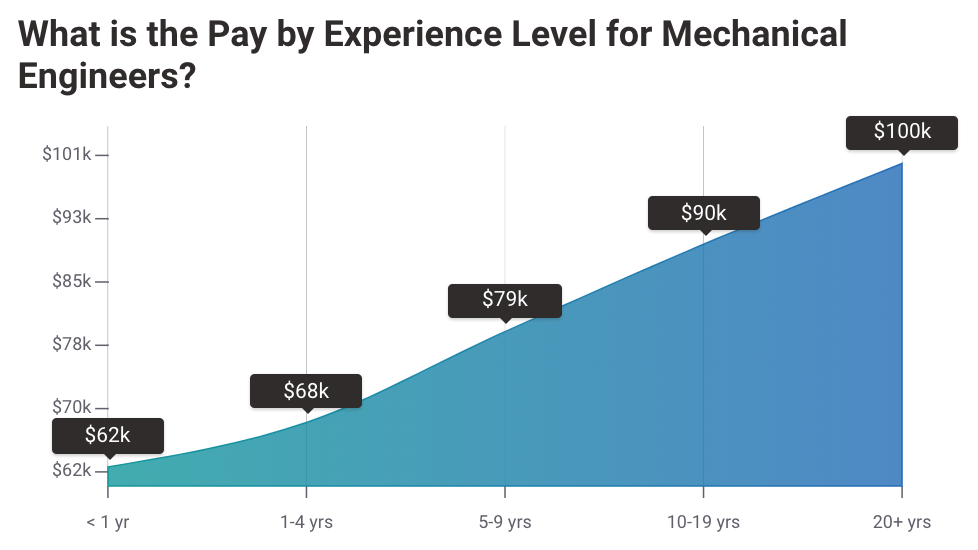 What is the Pay by Experience Level for Mechanical
Engineers?
$101k
$93k
$85k
$78k
$70k
$62k
$62k
$68k
$79k
$90k
$100k
< 1 yr
1-4 yrs
5-9 yrs
10-19 yrs
20+ yrs